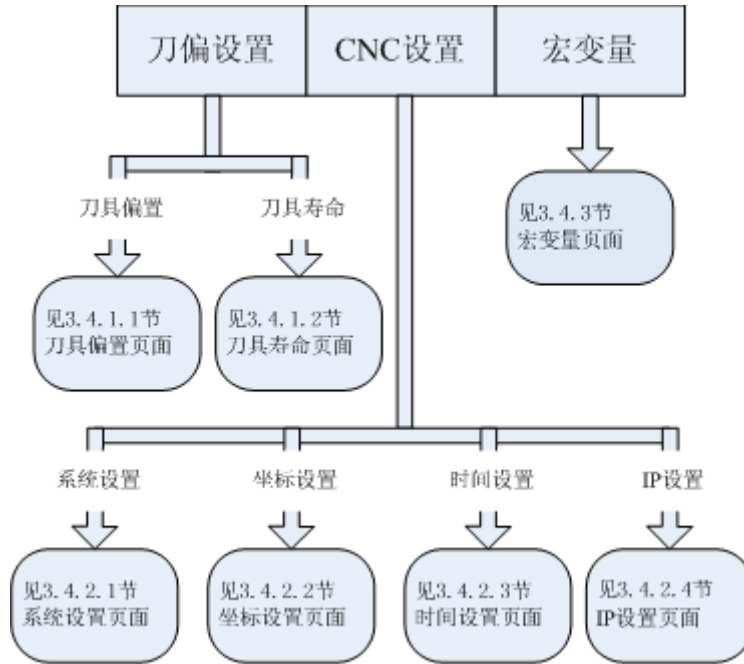 刀偏设置
CNC设置
宏变量
刀具偏置
刀具寿命
见3.4.3节
宏变量页面
见3.4.1.1节
刀具偏置页面
见3.4.1.2节
刀具寿命页面
系统设置
坐标设置
时间设置
IP设置
见3.4.2.1节
系统设置页面
见3.4.2.2节
坐标设置页面
见3.4.2.3节
时间设置页面
见3.4.2.4节
IP设置页面